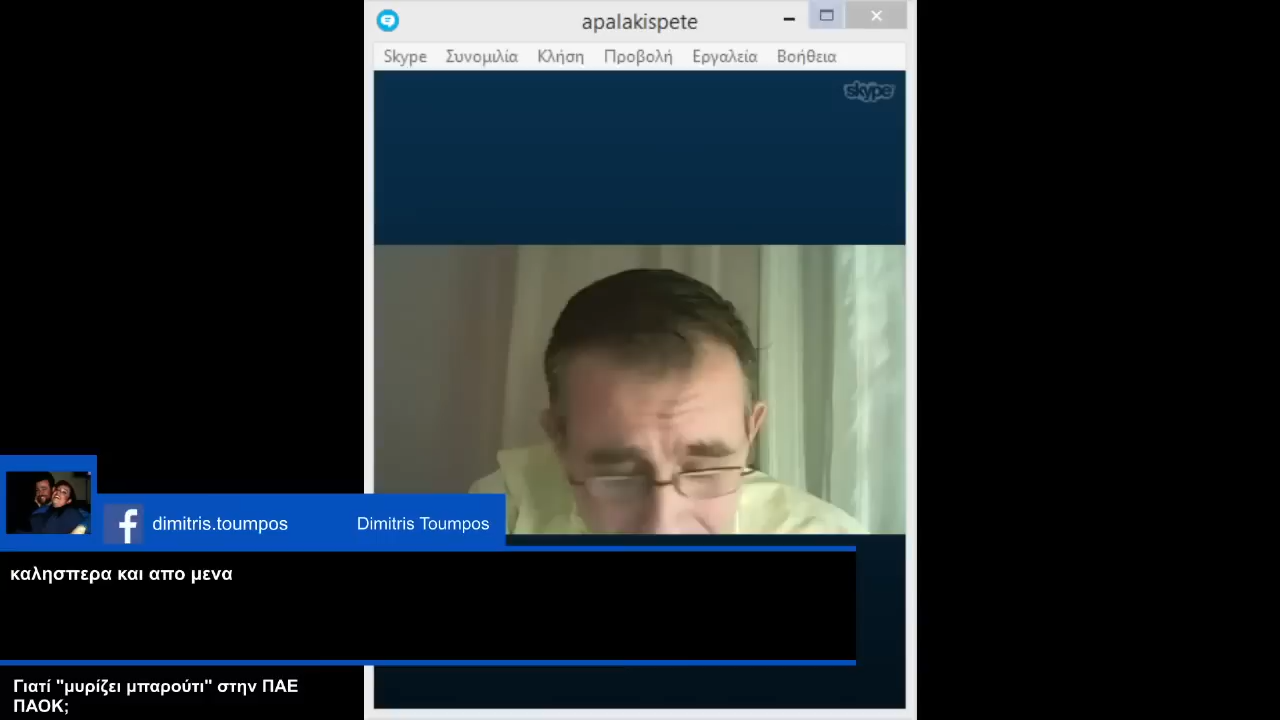 apalakispete
Skype Συνομιλία Κλήση Προβολή Εργαλεία Βοήθεια
skype
dimitris.toumpos Dimitris Toumpos
καλησπερα και απο μενα
Γιατί "μυρίζει μπαρούτι" στην ΠΑΕ
ΠΑΟΚ;